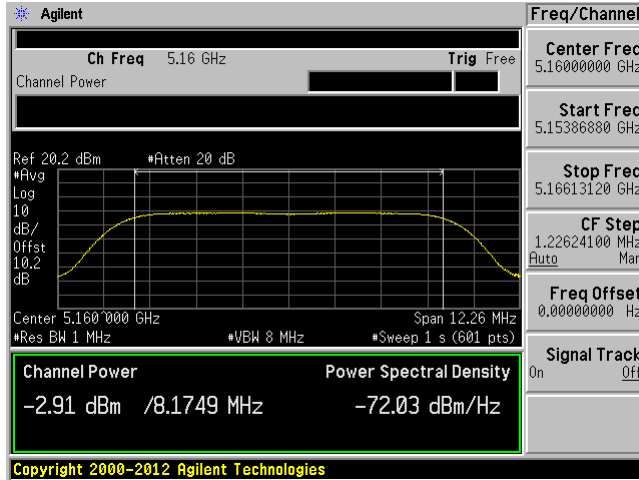 Agilent
Freq/Channel
Ch Freq 5.16 GHz Trig Free
Channel Power
Center Freq
5.16000000 GHz
Start Freq
5.15386880 GHz
Stop Freq
5.16613120 GHz
CF Step
1.22624100 MHz
Auto Man
Freq Offset
0.00000000 Hz
Signal Track
On Off
Ref 20.2 dBm #Atten 20 dB
#Avg
Log
10
dB/
Offst
10.2
dB
Center 5.160 000 GHz Span 12.26 MHz
#Res BW 1 MHz #VBW 8 MHz #Sweep 1 s (601 pts)
Channel Power Power Spectral Density
-2.91 dBm /8.1749 MHz -72.03 dBm/Hz
Copyright 2000-2012 Agilent Technologies